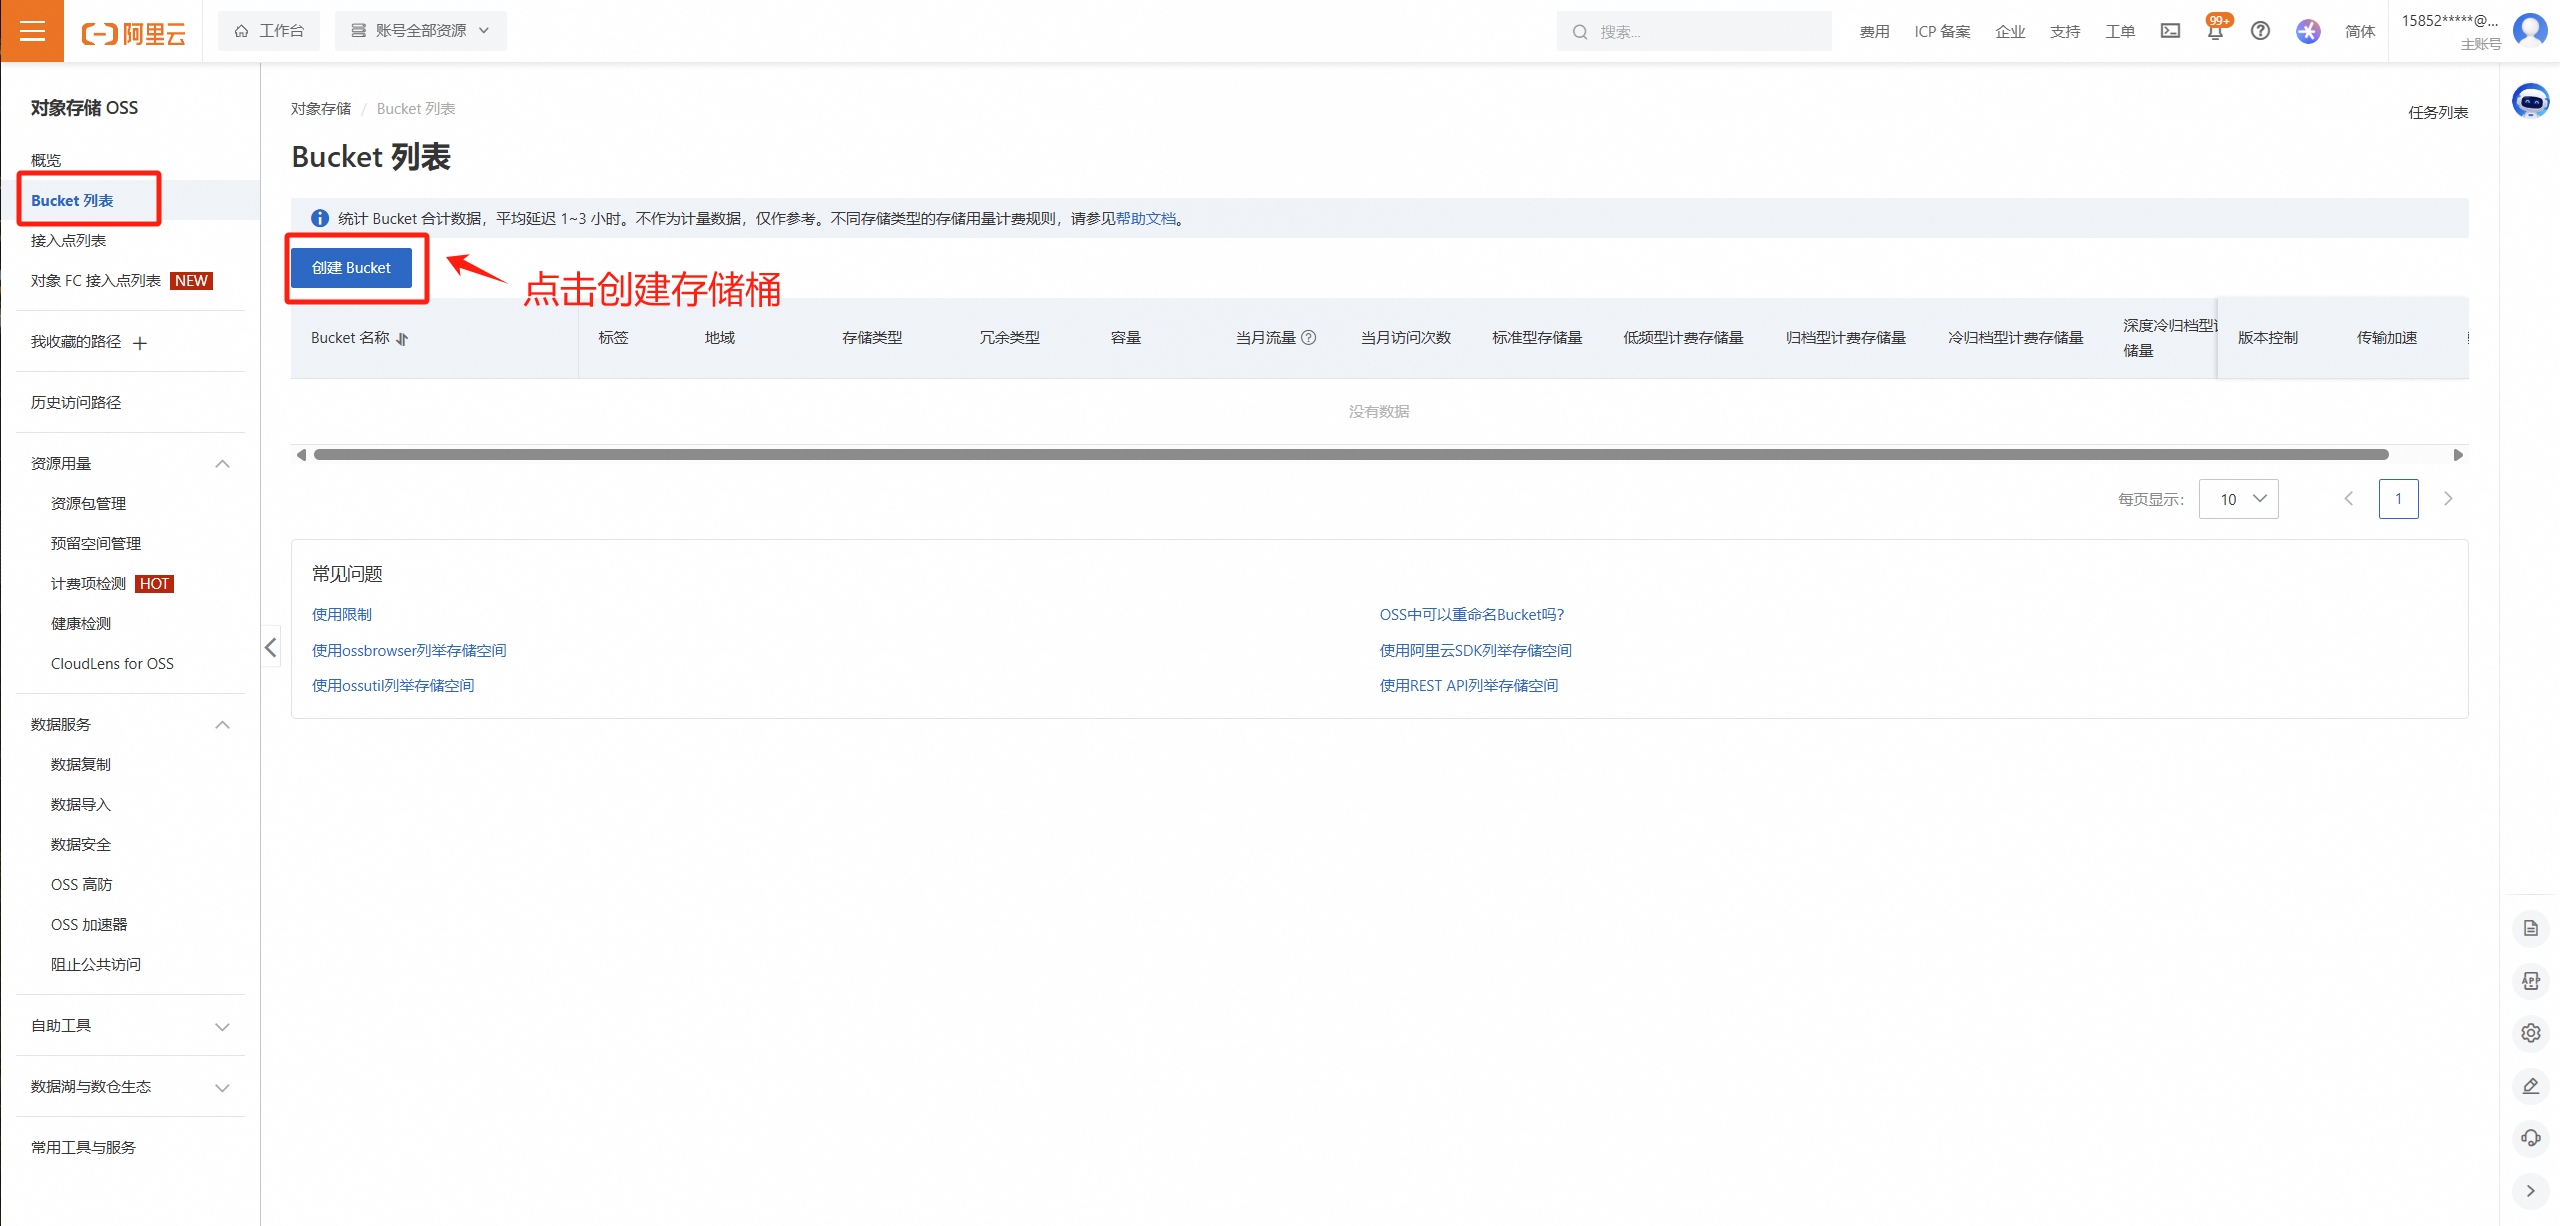 阿里云
工作台
账号全部资源
搜索...
费用
ICP 备案
企业
支持
工单
99+
简体
15852*****@...
主账号
对象存储 OSS
概览
Bucket 列表
接入点列表
对象 FC 接入点列表 NEW
我收藏的路径
历史访问路径
资源用量
资源包管理
预留空间管理
计费项检测 HOT
健康检测
CloudLens for OSS
数据服务
数据复制
数据导入
数据安全
OSS 高防
OSS 加速器
阻止公共访问
自助工具
数据湖与数仓生态
常用工具与服务
对象存储 / Bucket 列表
任务列表
Bucket 列表
统计 Bucket 合计数据，平均延迟 1~3 小时。不作为计量数据，仅作参考。不同存储类型的存储用量计费规则，请参见帮助文档。
创建 Bucket
点击创建存储桶
Bucket 名称
标签
地域
存储类型
冗余类型
容量
当月流量
当月访问次数
标准型存储量
低频型计费存储量
归档型计费存储量
冷归档型计费存储量
深度冷归档型
储量
版本控制
传输加速
没有数据
每页显示:
10
1
常见问题
使用限制
OSS中可以重命名Bucket吗?
使用ossbrowser列举存储空间
使用阿里云SDK列举存储空间
使用ossutil列举存储空间
使用REST API列举存储空间